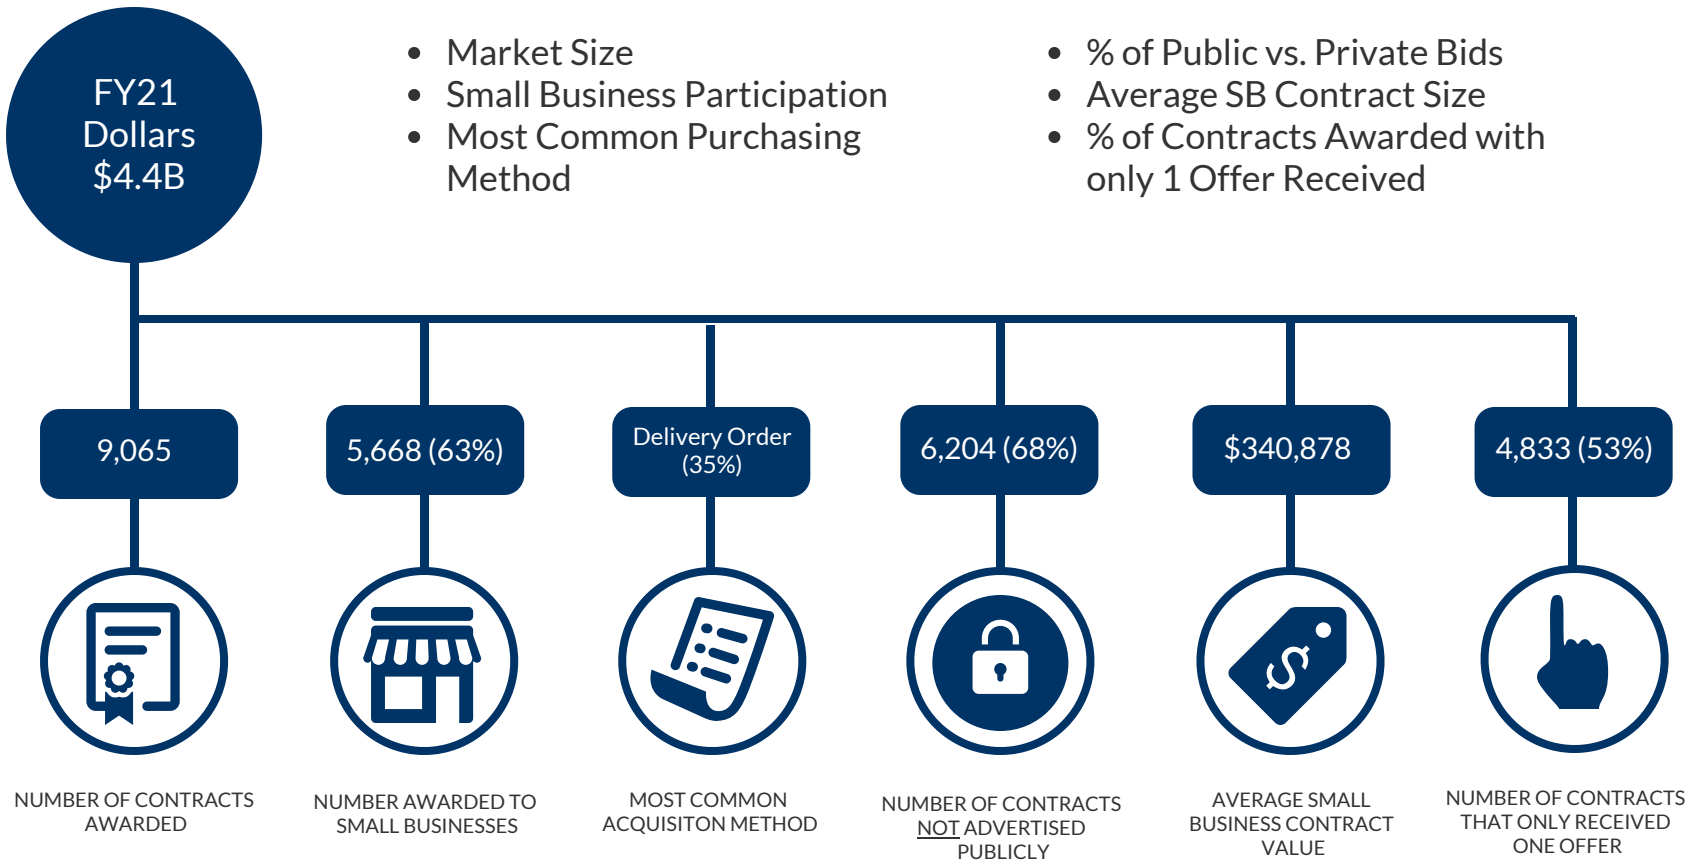 FY21
Dollars
$4.4B
• Market Size
• Small Business Participation
• Most Common Purchasing
Method
• % of Public vs. Private Bids
• Average SB Contract Size
• % of Contracts Awarded with
only 1 Offer Received
9,065
5,668 (63%)
Delivery Order
(35%)
6,204 (68%)
$340,878
4,833 (53%)
$
NUMBER OF CONTRACTS
AWARDED
NUMBER AWARDED TO
SMALL BUSINESSES
MOST COMMON
ACQUISITON METHOD
NUMBER OF CONTRACTS
NOT ADVERTISED
PUBLICLY
AVERAGE SMALL
BUSINESS CONTRACT
VALUE
NUMBER OF CONTRACTS
THAT ONLY RECEIVED
ONE OFFER